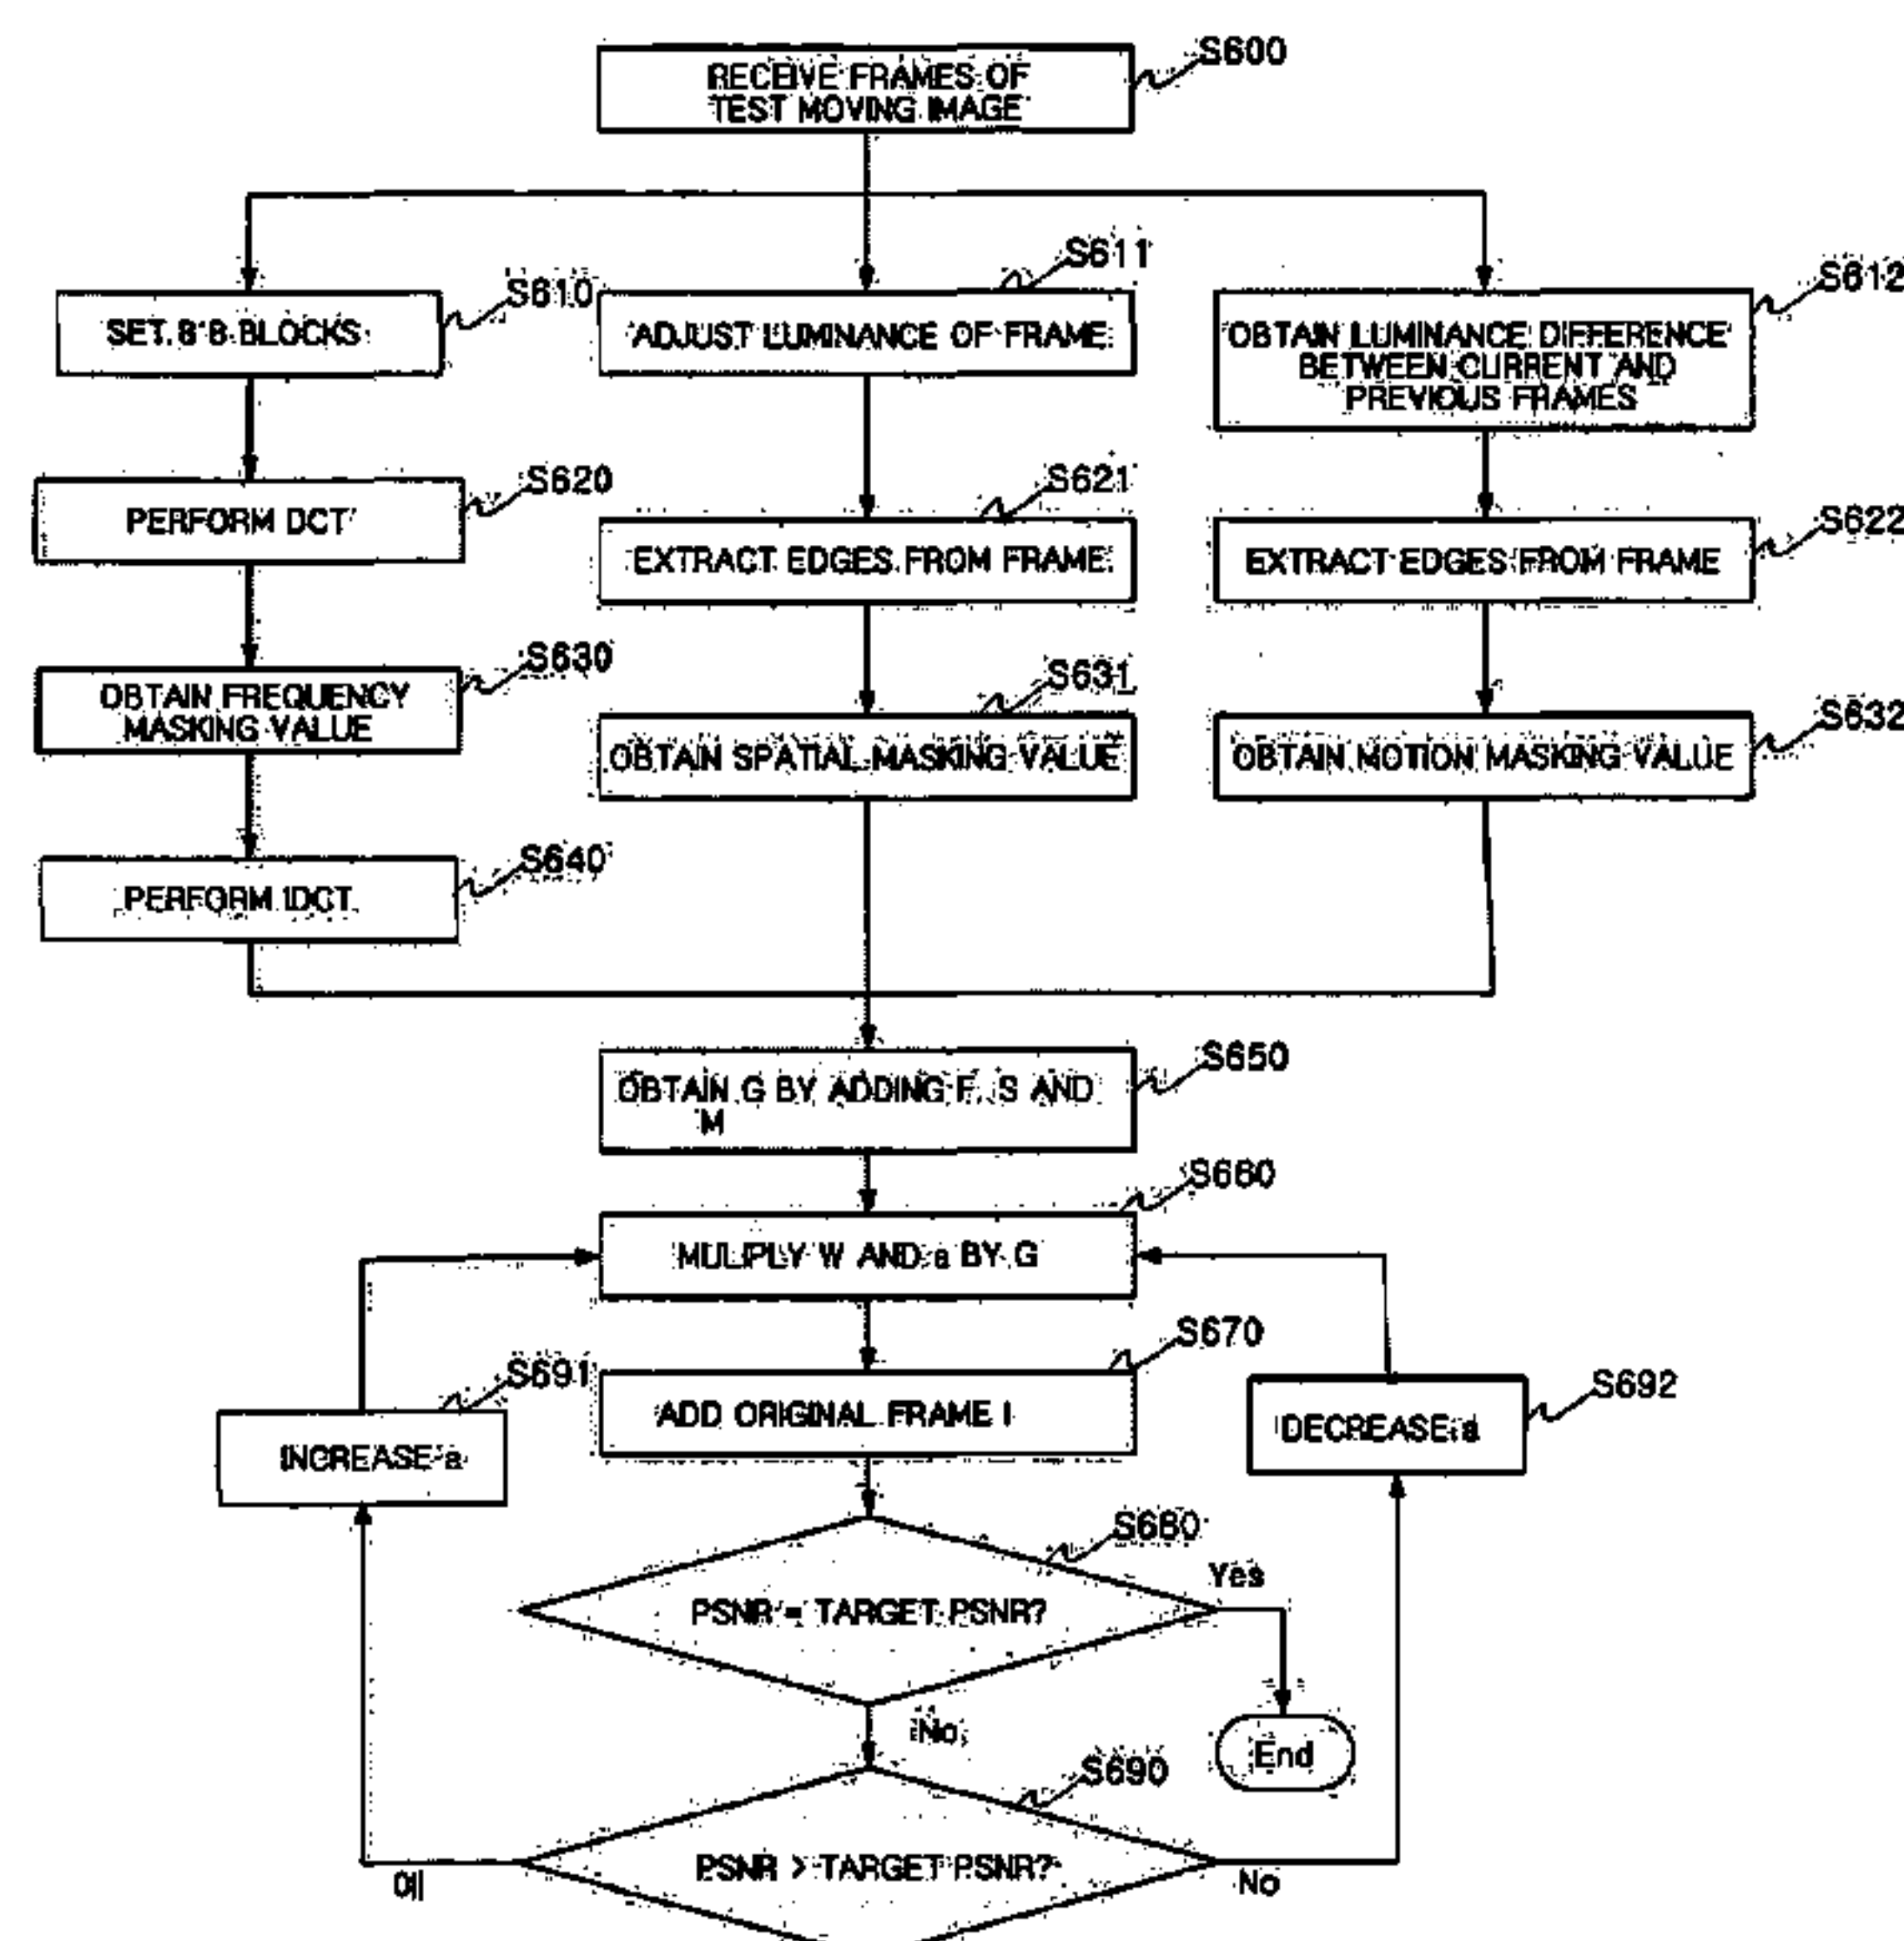 S600
RECEIVE FRAMES OF
TEST MOVING IMAGE
S610
SET 8*8 BLOCKS
S611
ADJUST LUMINANCE OF FRAME
S612
OBTAIN LUMINANCE DIFFERENCE
BETWEEN CURRENT AND
PREVIOUS FRAMES
S620
PERFORM DCT
S621
EXTRACT EDGES FROM FRAME
S622
EXTRACT EDGES FROM FRAME
S630
OBTAIN FREQUENCY
MASKING VALUE
S631
OBTAIN SPATIAL MASKING VALUE
S632
OBTAIN MOTION MASKING VALUE
S640
PERFORM IDCT
S650
OBTAIN G BY ADDING F, S AND
M
S660
MULIPLY W AND a BY G
S670
ADD ORIGINAL FRAME I
S691
INCREASE a
S692
DECREASE a
S680
PSNR = TARGET PSNR?
Yes
No
End
S690
PSNR > TARGET PSNR?
예
No